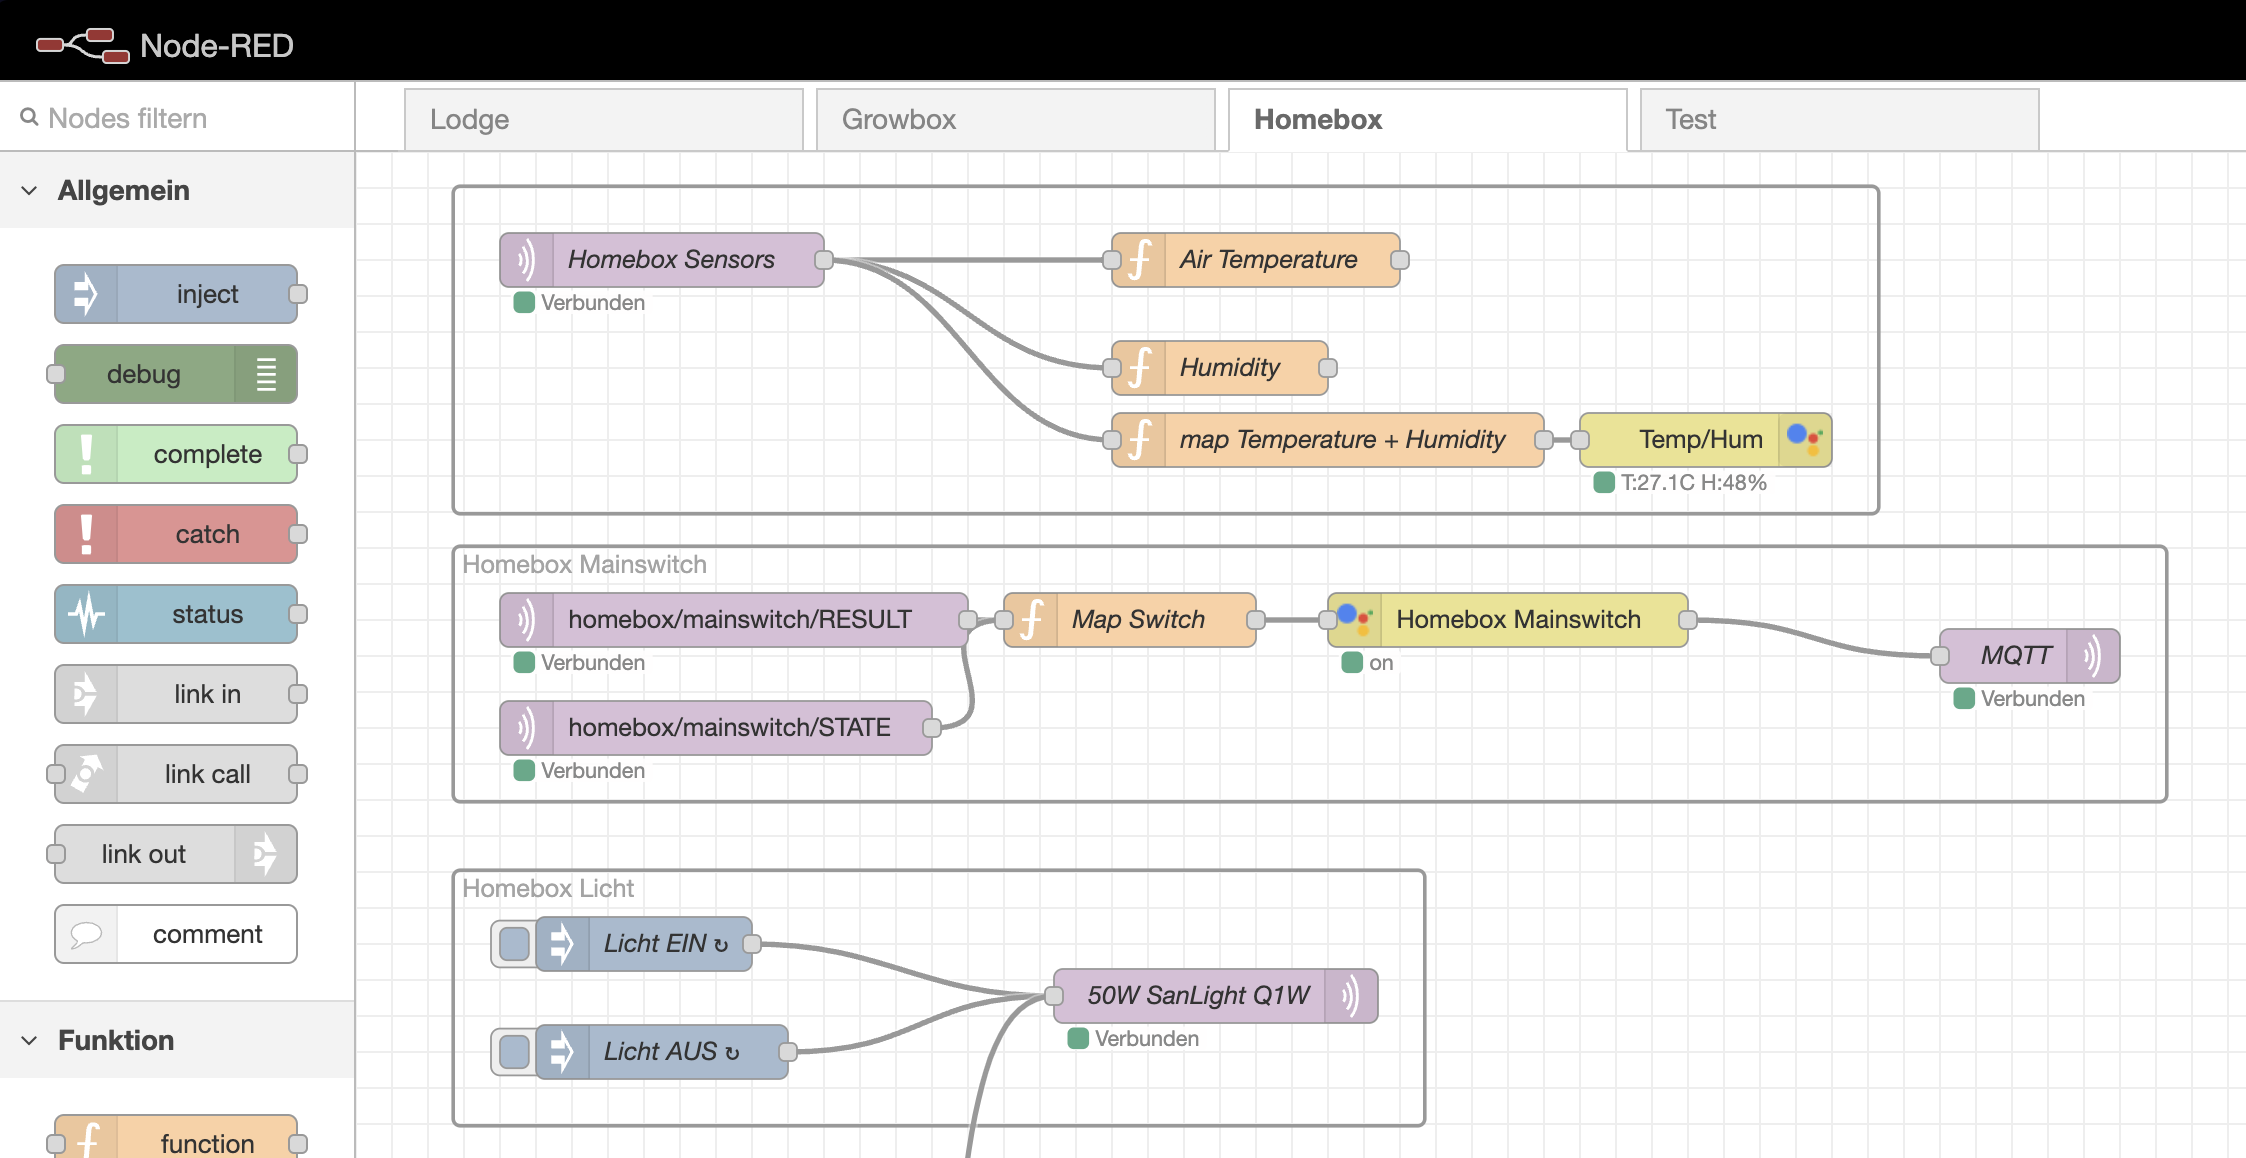 Node-RED
Nodes filtern
Lodge
Growbox
Homebox
Test
Allgemein
inject
debug
complete
catch
status
link in
link call
link out
comment
Funktion
function
Homebox Sensors
Verbunden
Air Temperature
Humidity
map Temperature + Humidity
Temp/Hum
T:27.1C H:48%
Homebox Mainswitch
homebox/mainswitch/RESULT
Verbunden
Map Switch
Homebox Mainswitch
on
MQTT
Verbunden
homebox/mainswitch/STATE
Verbunden
Homebox Licht
Licht EIN ↻
50W SanLight Q1W
Verbunden
Licht AUS ↻